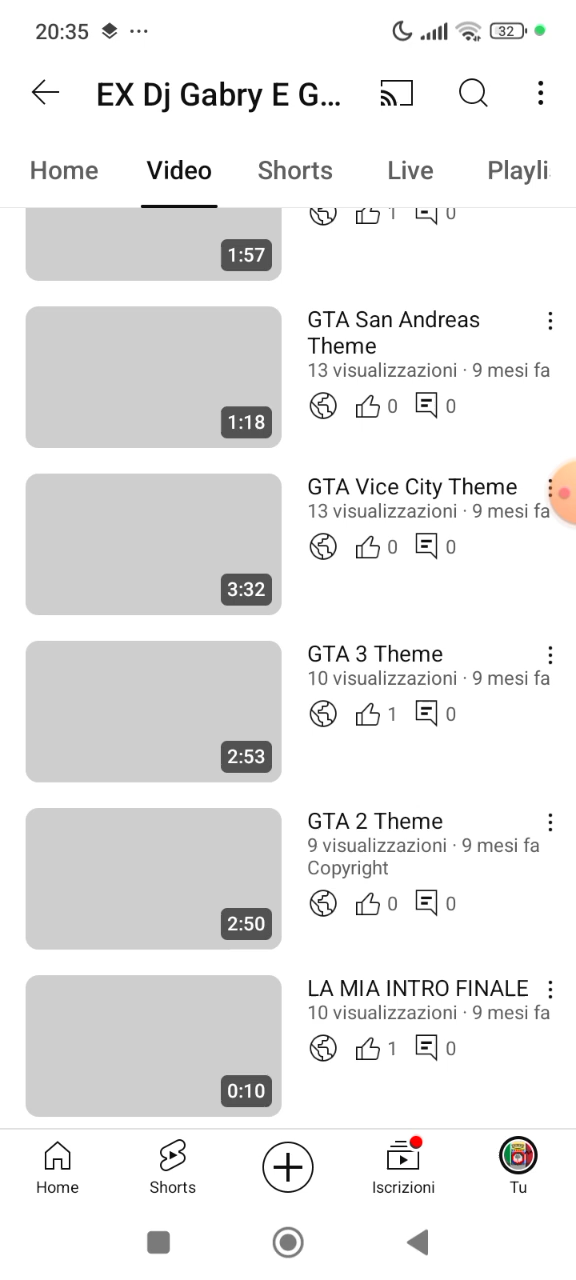 20:35
32
EX Dj Gabry E G...
Home Video Shorts Live Playli
1 0
1:57
GTA San Andreas
Theme
13 visualizzazioni · 9 mesi fa
0 0
1:18
GTA Vice City Theme
13 visualizzazioni · 9 mesi fa
0 0
3:32
GTA 3 Theme
10 visualizzazioni · 9 mesi fa
1 0
2:53
GTA 2 Theme
9 visualizzazioni · 9 mesi fa
Copyright
0 0
2:50
LA MIA INTRO FINALE
10 visualizzazioni · 9 mesi fa
1 0
0:10
Home Shorts Iscrizioni Tu